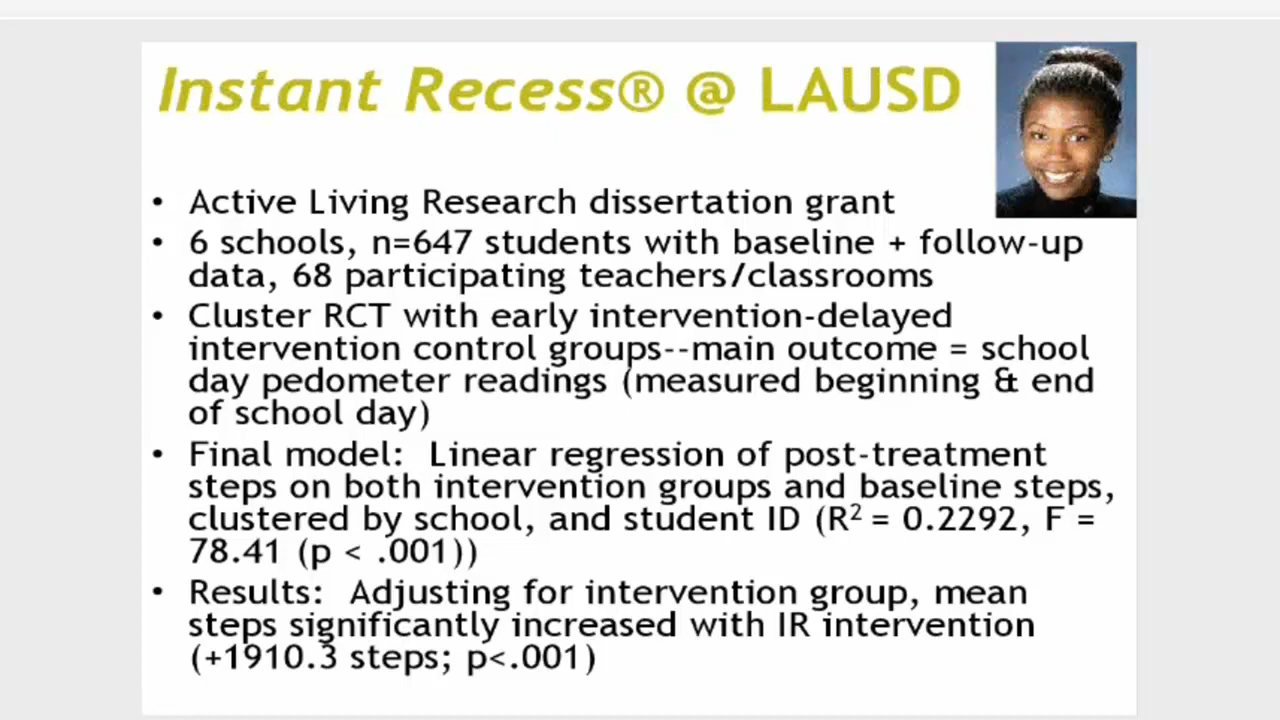 Instant Recess® @ LAUSD
• Active Living Research dissertation grant
• 6 schools, n=647 students with baseline + follow-up
data, 68 participating teachers/classrooms
• Cluster RCT with early intervention-delayed
intervention control groups--main outcome = school
day pedometer readings (measured beginning & end
of school day)
• Final model:  Linear regression of post-treatment
steps on both intervention groups and baseline steps,
clustered by school, and student ID (R² = 0.2292, F =
78.41 (p < .001))
• Results:  Adjusting for intervention group, mean
steps significantly increased with IR intervention
(+1910.3 steps; p<.001)